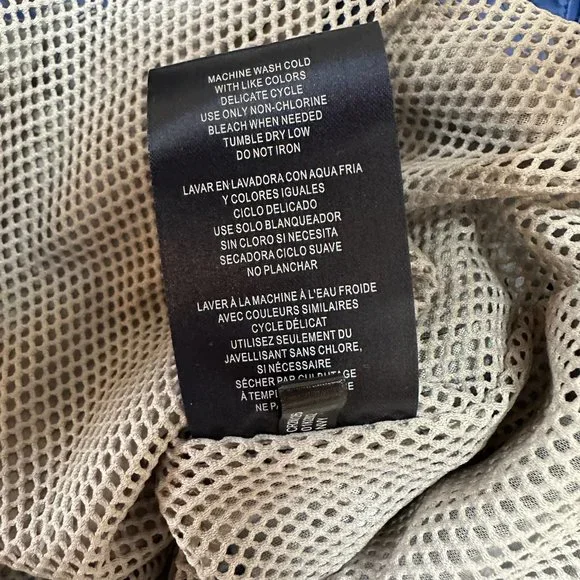 MACHINE WASH COLD
WITH LIKE COLORS
DELICATE CYCLE
USE ONLY NON-CHLORINE
BLEACH WHEN NEEDED
TUMBLE DRY LOW
DO NOT IRON
LAVAR EN LAVADORA CON AQUA FRIA
Y COLORES IGUALES
CICLO DELICADO
USE SOLO BLANQUEADOR
SIN CLORO SI NECESITA
SECADORA CICLO SUAVE
NO PLANCHAR
LAVER À LA MACHINE À L'EAU FROIDE
AVEC COULEURS SIMILAIRES
CYCLE DÉLICAT
UTILISEZ SEULEMENT DU
JAVELLISANT SANS CHLORE,
SI NÉCESSAIRE
SÉCHER PAR CULBUTAGE
NE